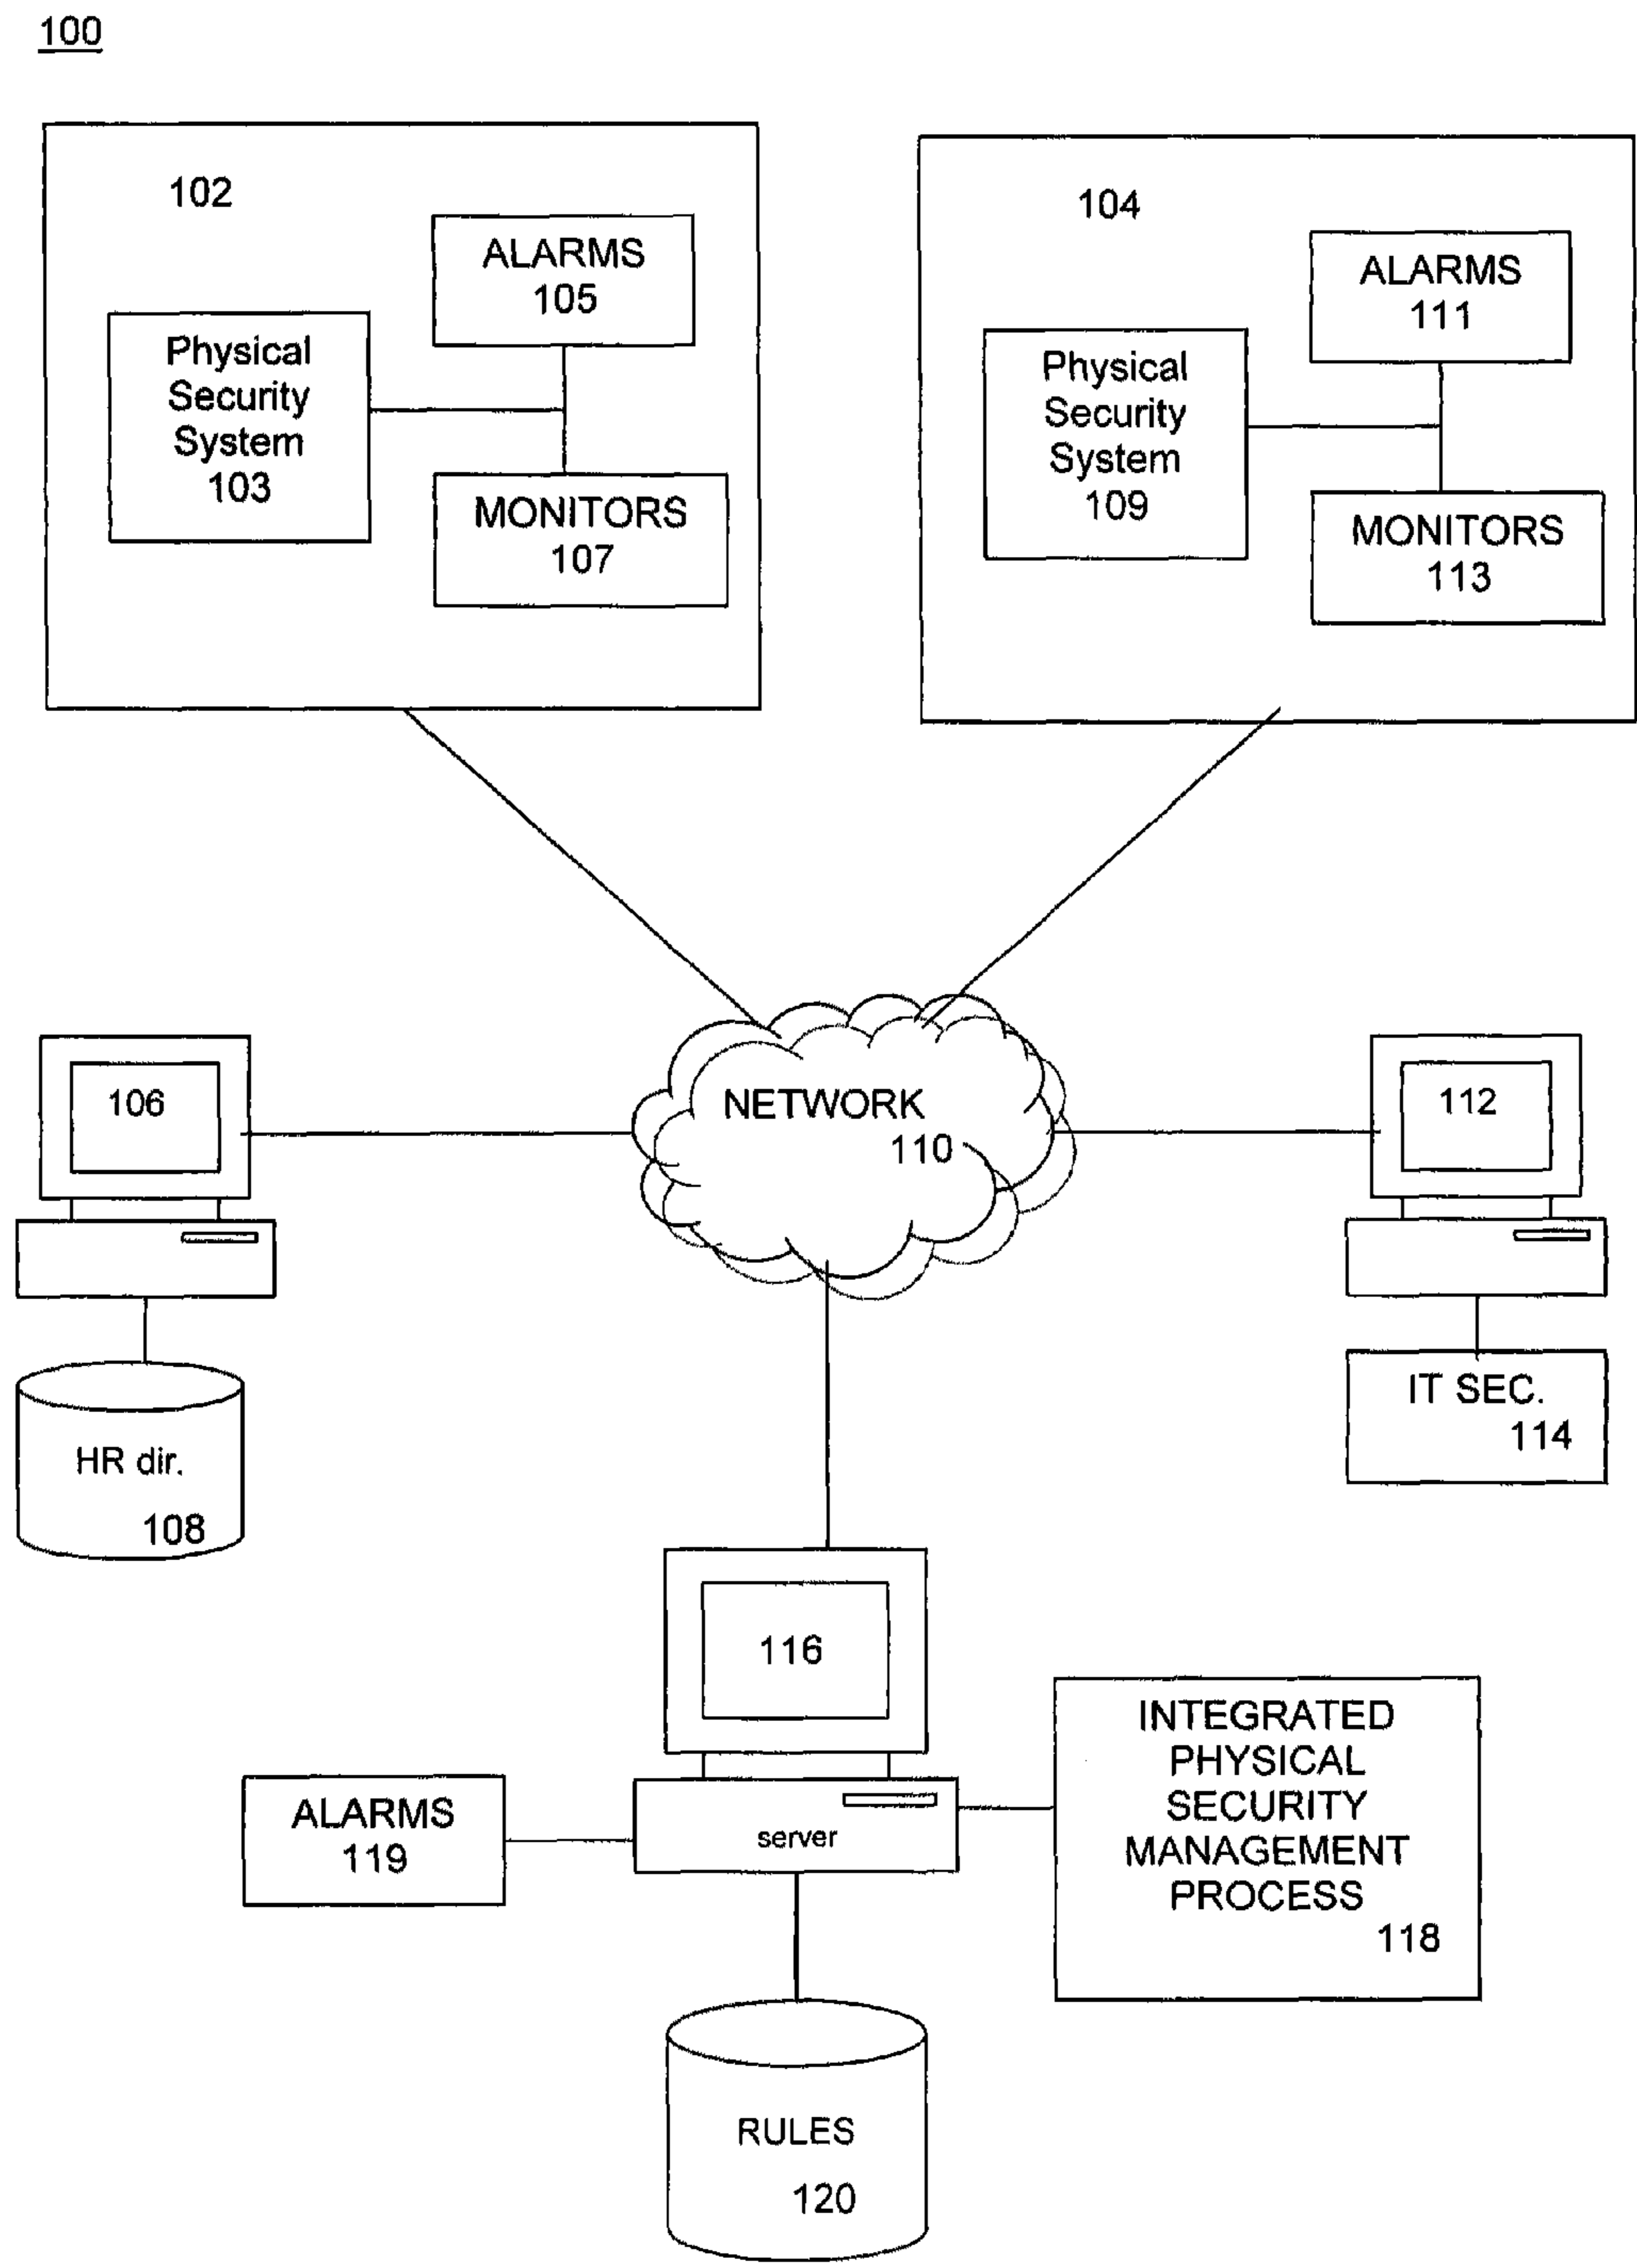 100
102
ALARMS
105
Physical
Security
System
103
MONITORS
107
104
ALARMS
111
Physical
Security
System
109
MONITORS
113
106
NETWORK
110
112
HR dir.
108
IT SEC.
114
116
server
ALARMS
119
INTEGRATED
PHYSICAL
SECURITY
MANAGEMENT
PROCESS
118
RULES
120